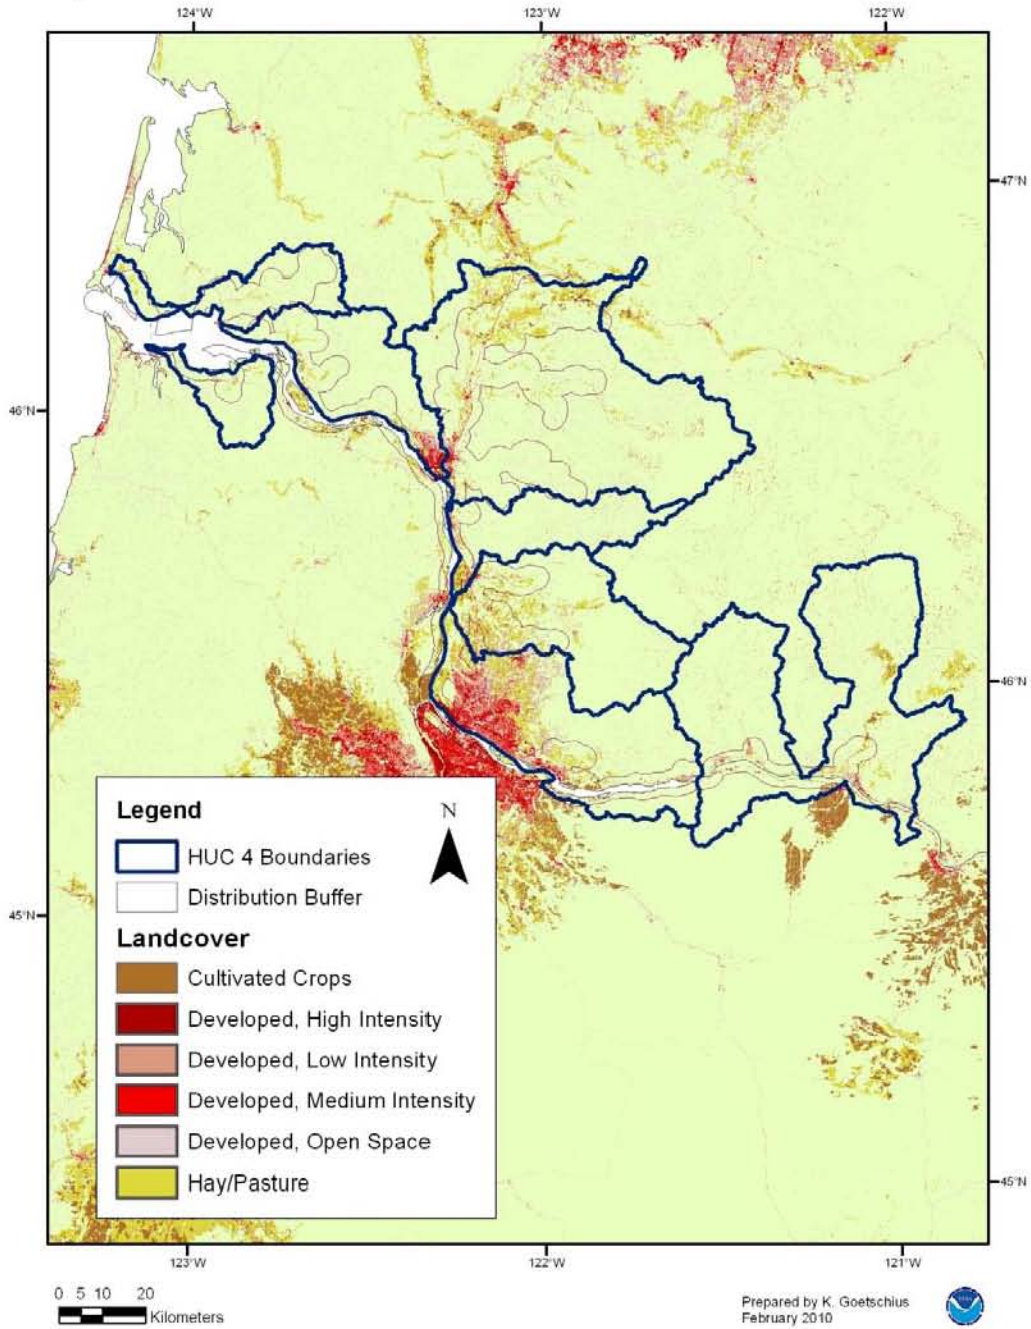 124°W 123°W 122°W
47°N
46°N
46°N
Legend
N
HUC 4 Boundaries
Distribution Buffer
45°N
Landcover
Cultivated Crops
Developed, High Intensity
Developed, Low Intensity
Developed, Medium Intensity
Developed, Open Space
Hay/Pasture
45°N
123°W 122°W 121°W
0 5 10 20
Kilometers
Prepared by K. Goetschius
February 2010